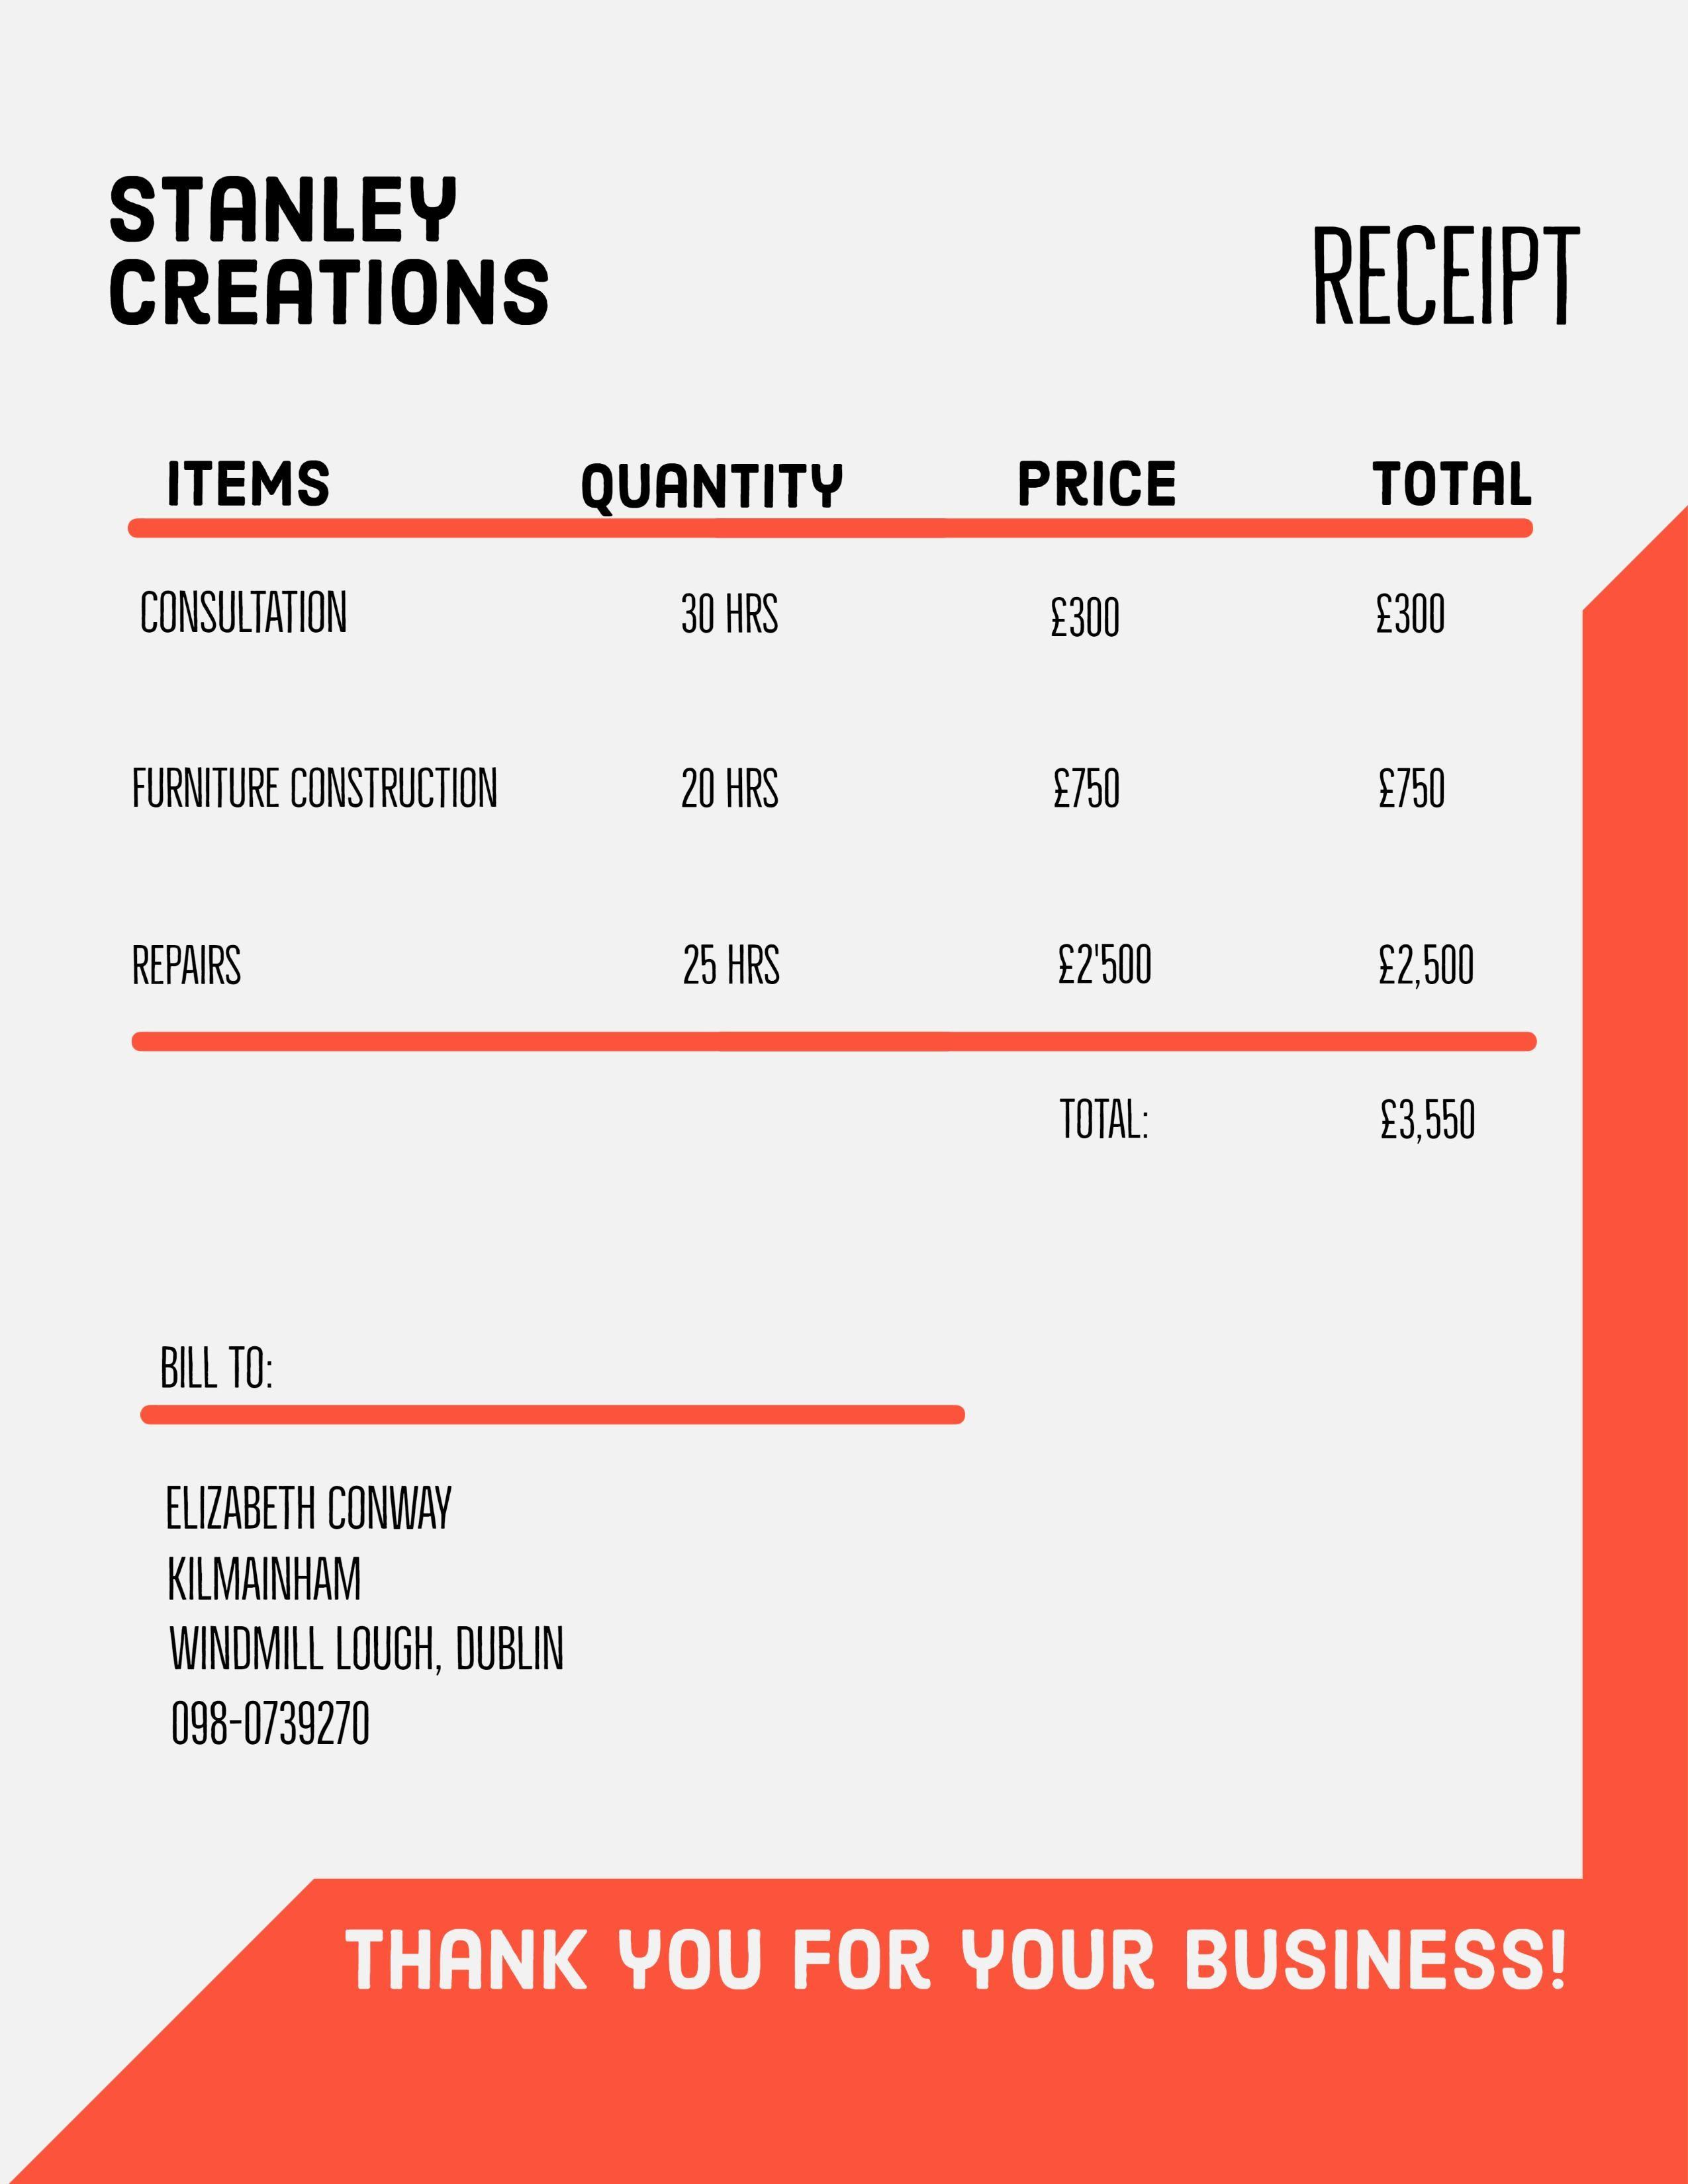 STANLEY
CREATIONS
RECEIPT
ITEMS QUANTITY PRICE TOTAL
CONSULTATION 30 HRS £300 £300
FURNITURE CONSTRUCTION 20 HRS £750 £750
REPAIRS 25 HRS £2'500 £2,500
TOTAL: £3,550
BILL TO:
ELIZABETH CONWAY
KILMAINHAM
WINDMILL LOUGH, DUBLIN
098-0739270
THANK YOU FOR YOUR BUSINESS!